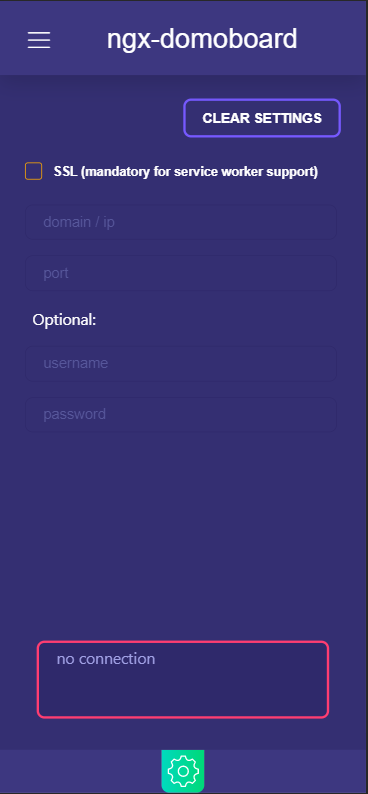 ngx-domoboard
CLEAR SETTINGS
SSL (mandatory for service worker support)
domain / ip
port
Optional:
username
password
no connection